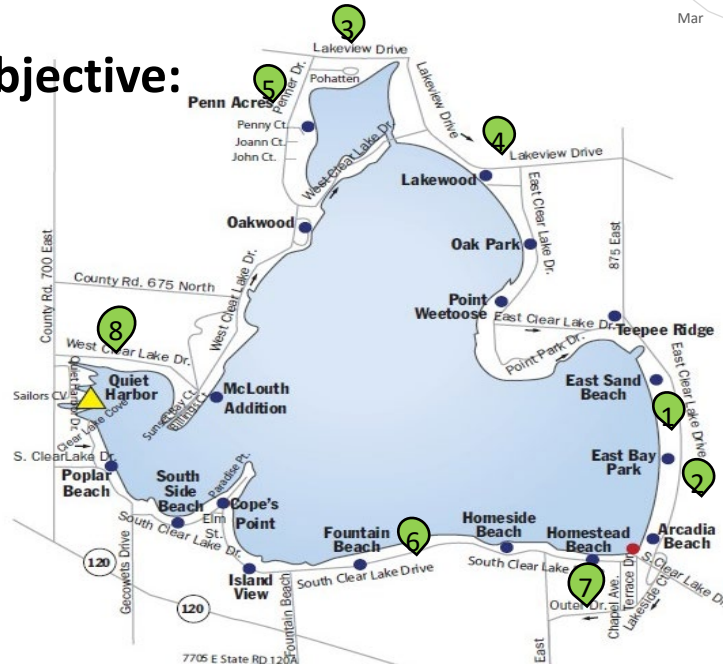 Mar
bjective:
3
Lakeview Drive
5
Penner Dr.
Pohatten
Penn Acres
Penny Ct.
Joann Ct.
John Ct.
Lakeview Drive
4
Lakeview Drive
West Clear Lake Dr.
Lakewood
Oakwood
East Clear Lake Dr.
Oak Park
875 East
County Rd. 700 East
County Rd. 675 North
West Clear Lake Dr.
Point
Weetoose
East Clear Lake Dr.
Teepee Ridge
8
West Clear Lake Dr.
Point Park Dr.
Quiet
Harbor
Quiet Harbor Dr.
Sailors CV
Clear Lake Cove
McLouth
Addition
East Sand
Beach
East Clear Lake Drive
1
S. ClearLake Dr.
Poplar
Beach
South
Side
Beach
Paradise Pt.
East Bay
Park
2
Cope's
Point
Elm
St.
South Clear Lake Dr.
Fountain
Beach
6
Homeside
Beach
Homestead
Beach
Arcadia
Beach
120
Gecowets Drive
Island
View
South Clear Lake Drive
South Clear Lake
S. Clear Lake Dr
7
Outer Dr.
Chapel Ave.
Terrace Dr.
Lakeside Ct.
120
Fountain Beach
East
7705 E State RD 120A